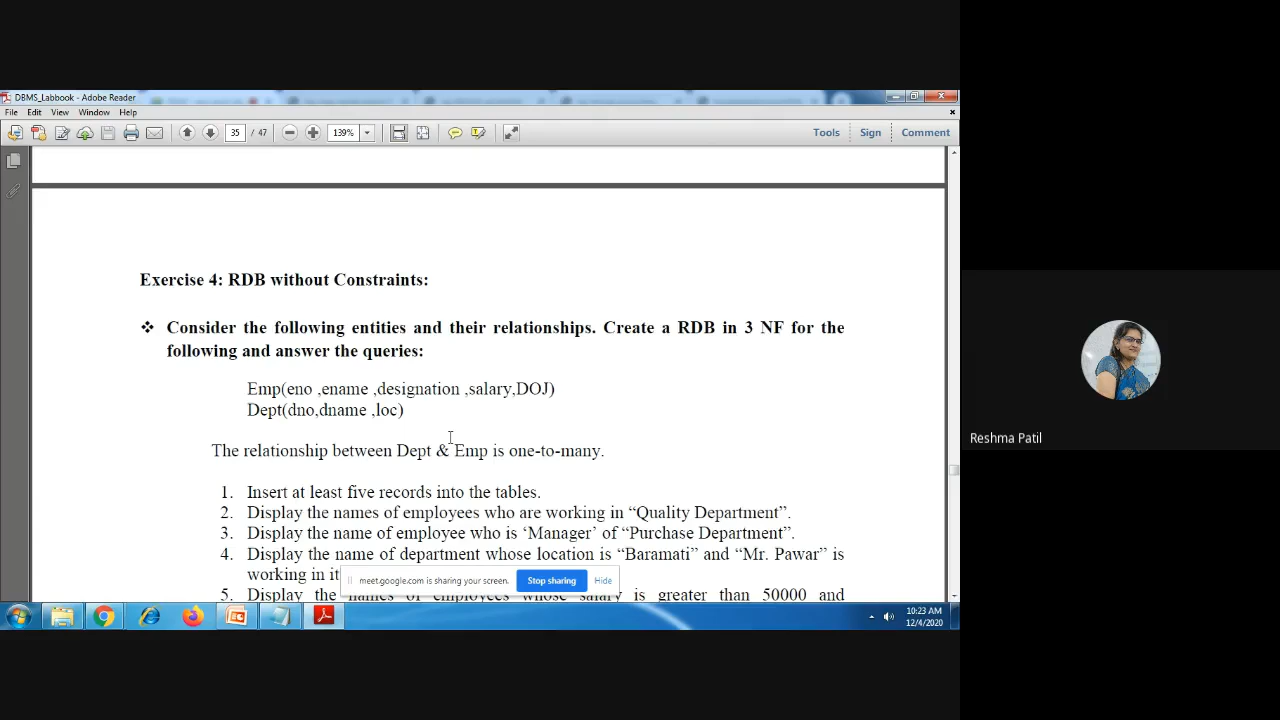 DBMS_Labbook - Adobe Reader
File Edit View Window Help
35 / 47 139% Tools Sign Comment
Exercise 4: RDB without Constraints:
❖ Consider the following entities and their relationships. Create a RDB in 3 NF for the
following and answer the queries:
Emp(eno ,ename ,designation ,salary,DOJ)
Dept(dno,dname ,loc)
The relationship between Dept & Emp is one-to-many.
1. Insert at least five records into the tables.
2. Display the names of employees who are working in “Quality Department”.
3. Display the name of employee who is ‘Manager’ of “Purchase Department”.
4. Display the name of department whose location is “Baramati” and “Mr. Pawar” is
working in it
meet.google.com is sharing your screen. Stop sharing Hide
5. Display the names of employees whose salary is greater than 50000 and
10:23 AM
12/4/2020
Reshma Patil